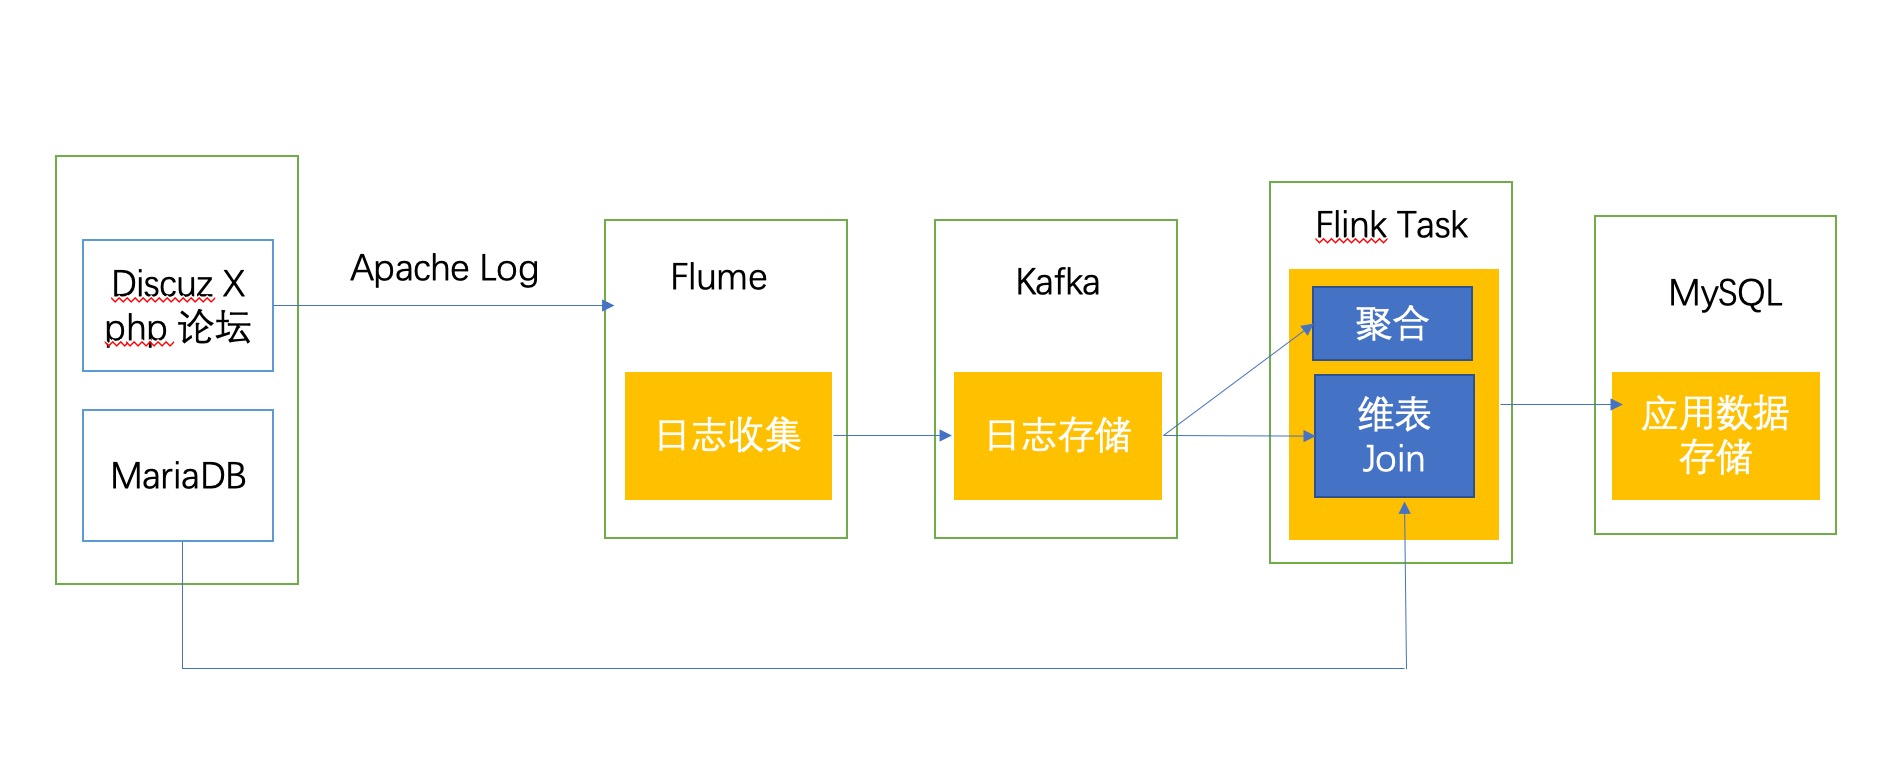 Discuz X
php 论坛
MariaDB
Apache Log
Flume
日志收集
Kafka
日志存储
Flink Task
聚合
维表
Join
MySQL
应用数据
存储